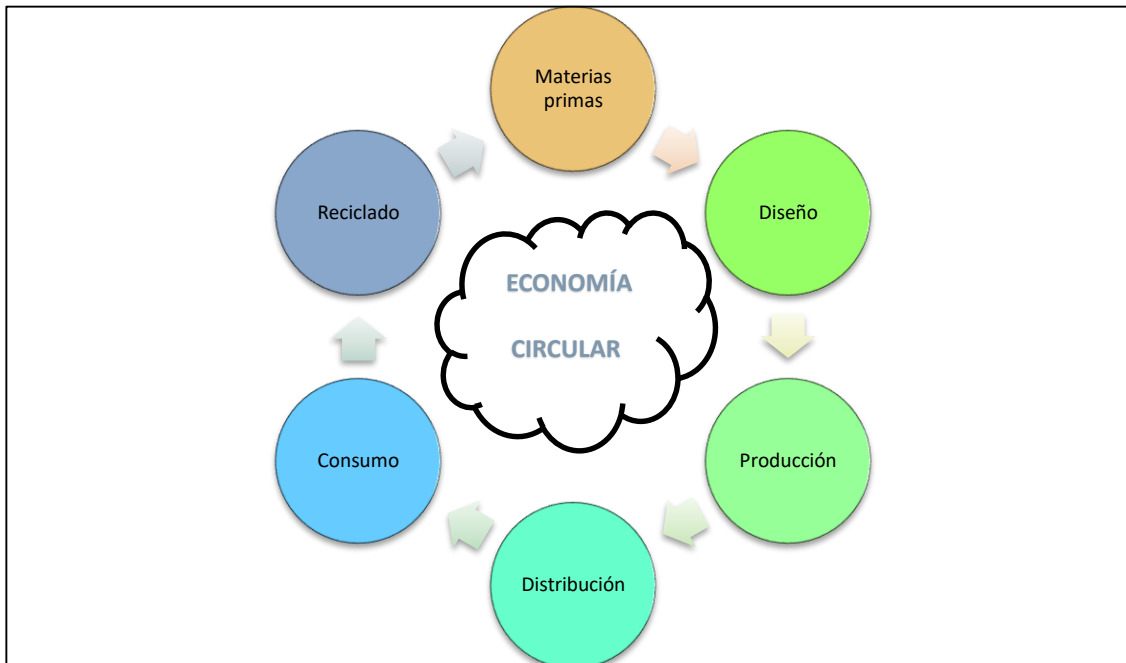 Materias
primas
Reciclado
Diseño
ECONOMÍA
CIRCULAR
Consumo
Producción
Distribución